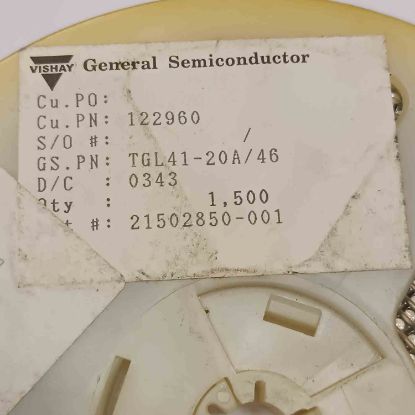 VISHAY General Semiconductor
Cu.PO:
Cu.PN: 122960
S/O #: /
GS.PN: TGL41-20A/46
D/C : 0343
Qty : 1,500
#: 21502850-001